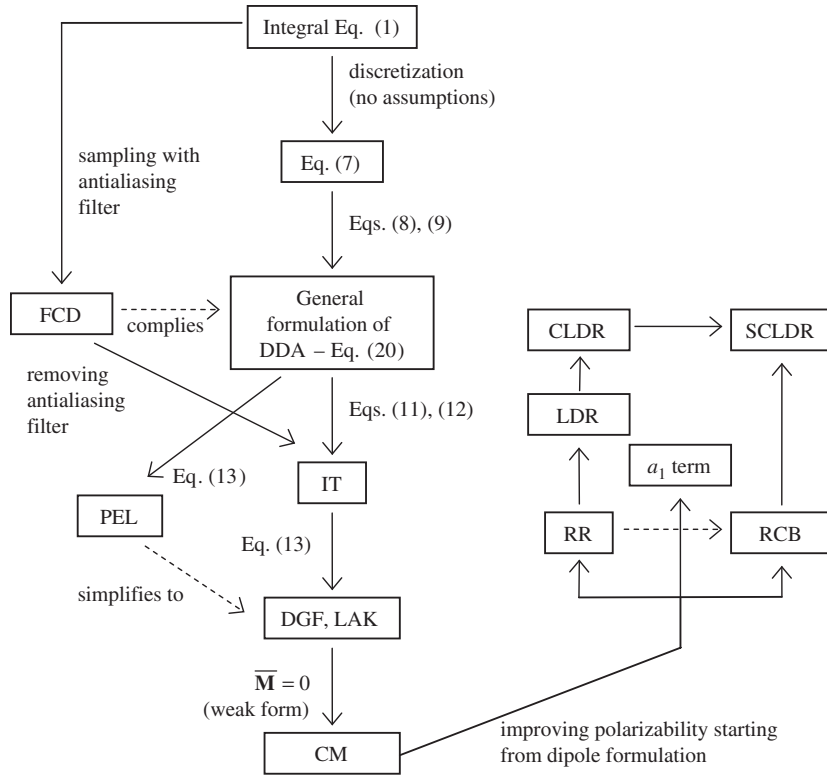 Integral Eq. (1)
discretization
(no assumptions)
sampling with
antialiasing
filter
Eq. (7)
Eqs. (8), (9)
FCD
complies
General
formulation of
DDA – Eq. (20)
CLDR
SCLDR
removing
antialiasing
filter
Eqs. (11), (12)
LDR
Eq. (13)
IT
a1 term
PEL
Eq. (13)
RR
RCB
simplifies to
DGF, LAK
M̅ = 0
(weak form)
CM
improving polarizability starting
from dipole formulation